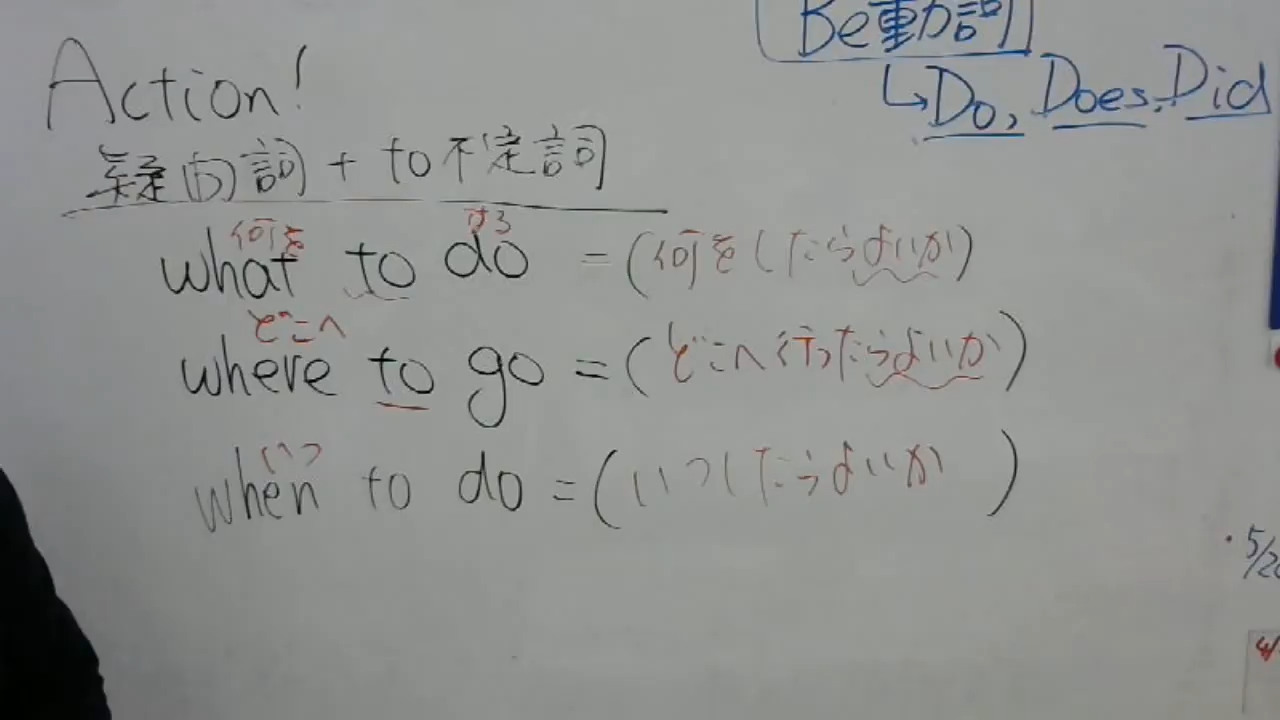 Be動詞
↳Do, Does, Did
Action!
疑問詞 + to不定詞
何を する
what to do =(何をしたらよいか)
どこへ
where to go =(どこへ行ったらよいか)
いつ
when to do =(いつしたらよいか)
・5/20
4/